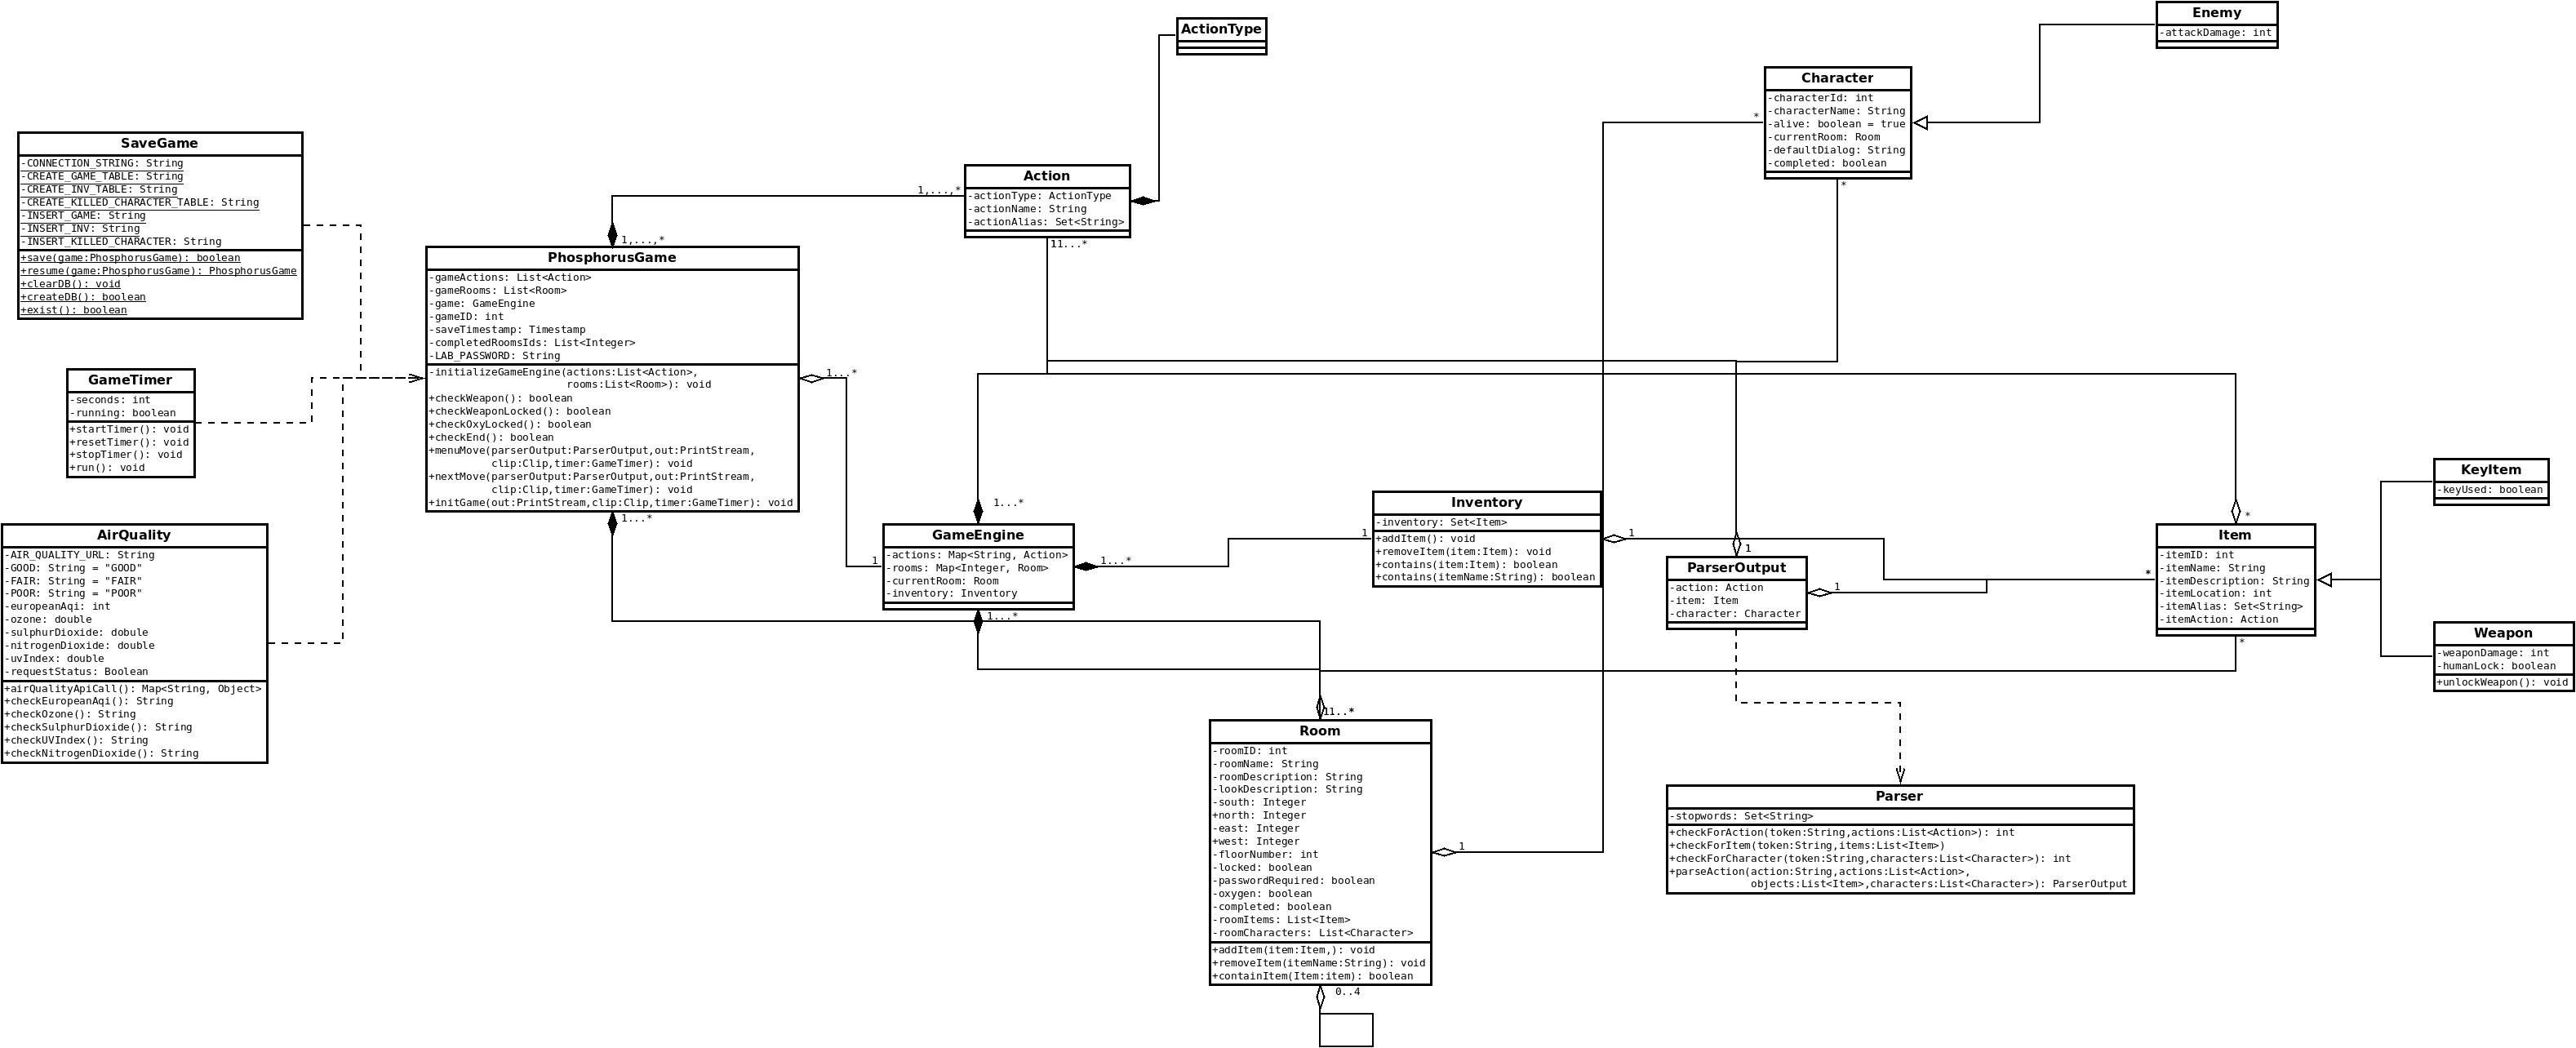 ActionType
Enemy
-attackDamage: int
Character
-characterId: int
-characterName: String
-alive: boolean = true
-currentRoom: Room
-defaultDialog: String
-completed: boolean
*
*
SaveGame
-CONNECTION_STRING: String
-CREATE_GAME_TABLE: String
-CREATE_INV_TABLE: String
-CREATE_KILLED_CHARACTER_TABLE: String
-INSERT_GAME: String
-INSERT_INV: String
-INSERT_KILLED_CHARACTER: String
+save(game:PhosphorusGame): boolean
+resume(game:PhosphorusGame): PhosphorusGame
+clearDB(): void
+createDB(): boolean
+exist(): boolean
Action
-actionType: ActionType
-actionName: String
-actionAlias: Set<String>
1,...,*
11...*
1,...,*
PhosphorusGame
-gameActions: List<Action>
-gameRooms: List<Room>
-game: GameEngine
-gameID: int
-saveTimestamp: Timestamp
-completedRoomsIds: List<Integer>
-LAB_PASSWORD: String
-initializeGameEngine(actions:List<Action>,
rooms:List<Room>): void
+checkWeapon(): boolean
+checkWeaponLocked(): boolean
+checkOxyLocked(): boolean
+checkEnd(): boolean
+menuMove(parserOutput:ParserOutput,out:PrintStream,
clip:Clip,timer:GameTimer): void
+nextMove(parserOutput:ParserOutput,out:PrintStream,
clip:Clip,timer:GameTimer): void
+initGame(out:PrintStream,clip:Clip,timer:GameTimer): void
1...*
1...*
GameTimer
-seconds: int
-running: boolean
+startTimer(): void
+resetTimer(): void
+stopTimer(): void
+run(): void
AirQuality
-AIR_QUALITY_URL: String
-GOOD: String = "GOOD"
-FAIR: String = "FAIR"
-POOR: String = "POOR"
-europeanAqi: int
-ozone: double
-sulphurDioxide: dobule
-nitrogenDioxide: double
-uvIndex: double
-requestStatus: Boolean
+airQualityApiCall(): Map<String, Object>
+checkEuropeanAqi(): String
+checkOzone(): String
+checkSulphurDioxide(): String
+checkUVIndex(): String
+checkNitrogenDioxide(): String
1...*
GameEngine
-actions: Map<String, Action>
-rooms: Map<Integer, Room>
-currentRoom: Room
-inventory: Inventory
1
1...*
1...*
Inventory
-inventory: Set<Item>
+addItem(): void
+removeItem(item:Item): void
+contains(item:Item): boolean
+contains(itemName:String): boolean
1
1
ParserOutput
-action: Action
-item: Item
-character: Character
1
1
Item
-itemID: int
-itemName: String
-itemDescription: String
-itemLocation: int
-itemAlias: Set<String>
-itemAction: Action
*
*
*
KeyItem
-keyUsed: boolean
Weapon
-weaponDamage: int
-humanLock: boolean
+unlockWeapon(): void
11..*
Room
-roomID: int
-roomName: String
-roomDescription: String
-lookDescription: String
-south: Integer
+north: Integer
-east: Integer
+west: Integer
-floorNumber: int
-locked: boolean
-passwordRequired: boolean
-oxygen: boolean
-completed: boolean
-roomItems: List<Item>
-roomCharacters: List<Character>
+addItem(item:Item,): void
+removeItem(itemName:String): void
+containItem(Item:item): boolean
1
0..4
Parser
-stopwords: Set<String>
+checkForAction(token:String,actions:List<Action>): int
+checkForItem(token:String,items:List<Item>)
+checkForCharacter(token:String,characters:List<Character>): int
+parseAction(action:String,actions:List<Action>,
objects:List<Item>,characters:List<Character>): ParserOutput